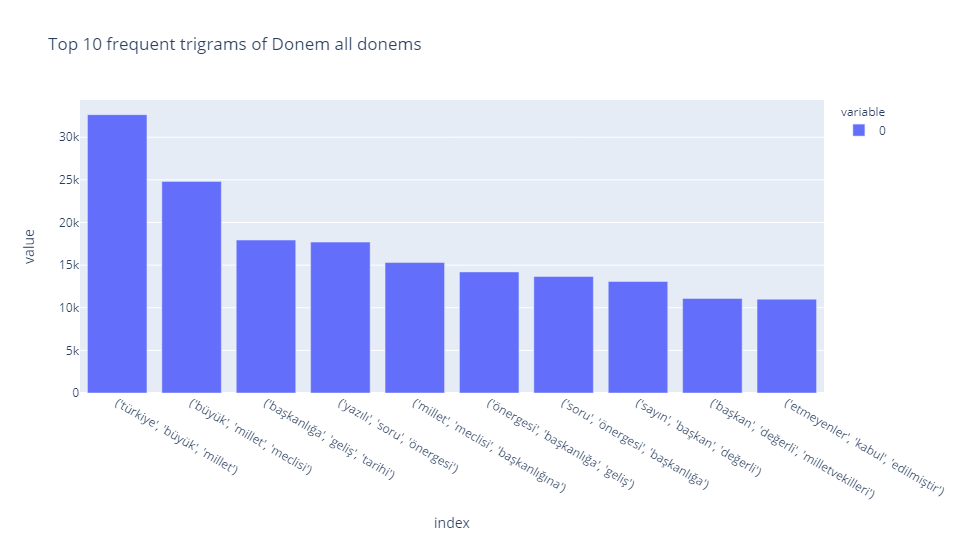 Top 10 frequent trigrams of Donem all donems
variable
0
value
30k
25k
20k
15k
10k
5k
0
('türkiye', 'büyük', 'millet')
('büyük', 'millet', 'meclisi')
('başkanlığa', 'geliş', 'tarihi')
('yazılı', 'soru', 'önergesi')
('millet', 'meclisi', 'başkanlığına')
('önergesi', 'başkanlığa', 'geliş')
('soru', 'önergesi', 'başkanlığa')
('sayın', 'başkan', 'değerli')
('başkan', 'değerli', 'milletvekilleri')
('etmeyenler', 'kabul', 'edilmiştir')
index